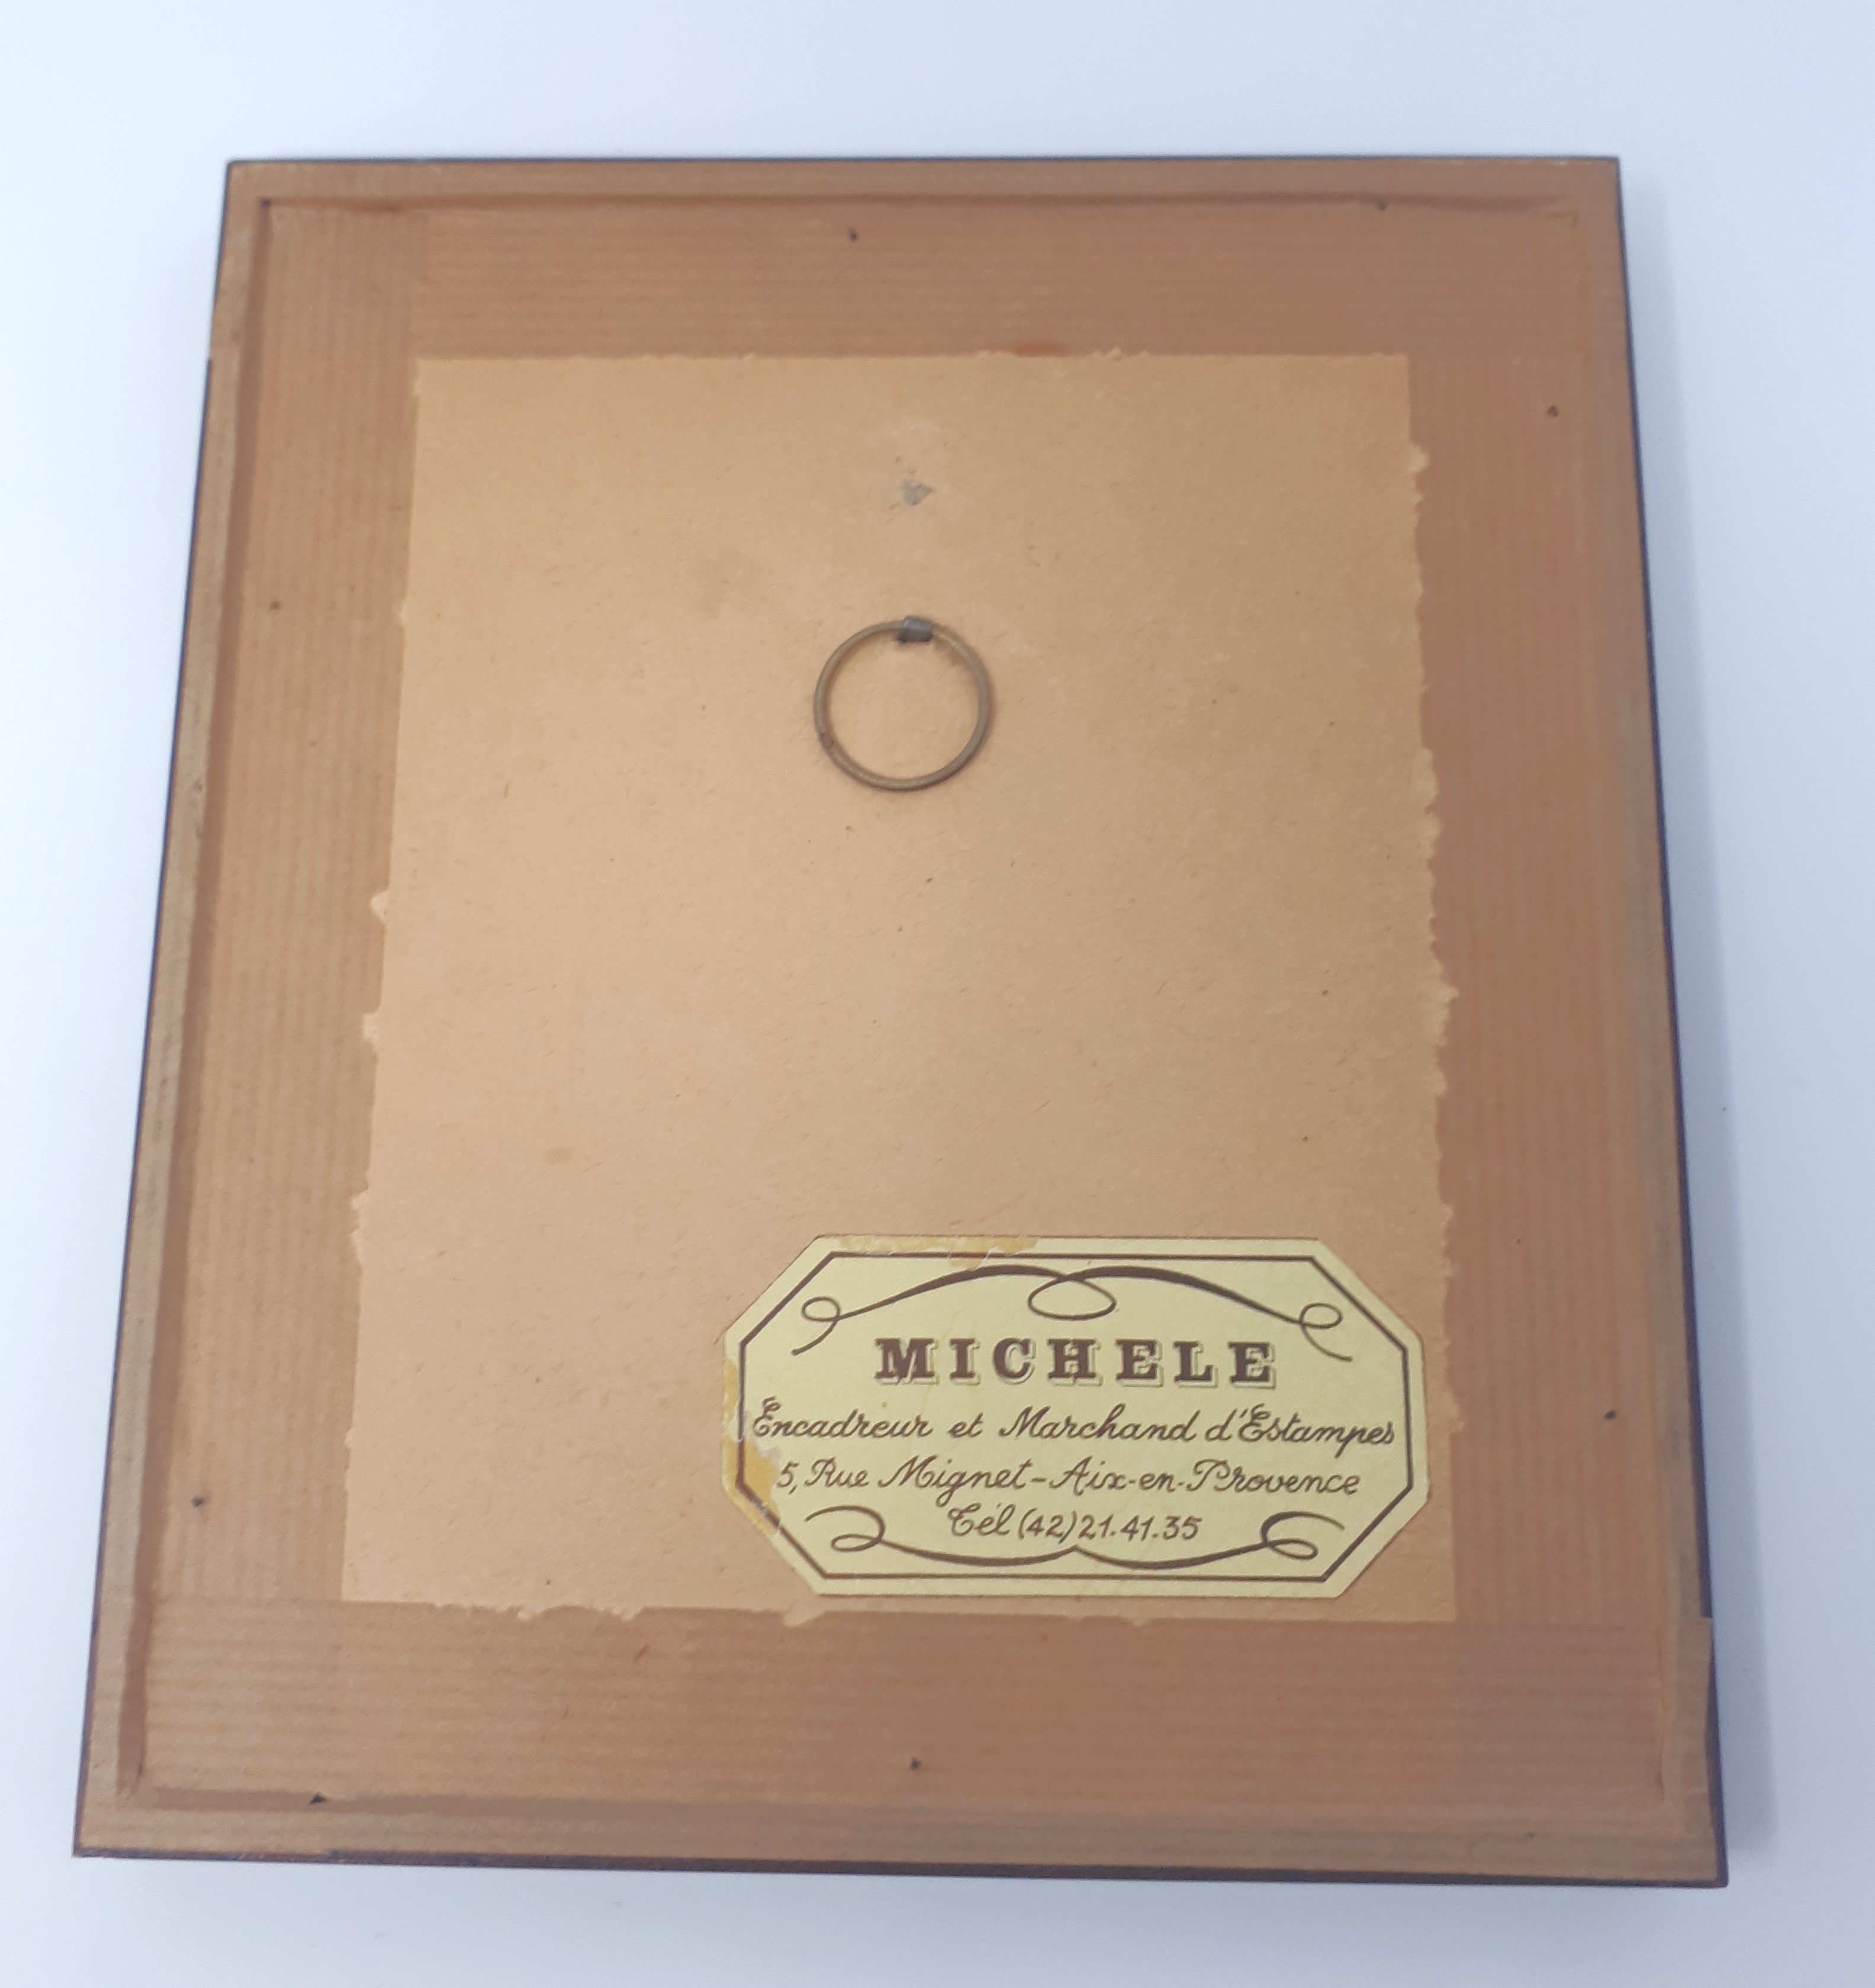 MICHELE
Encadreur et Marchand d'Estampes
5, Rue Mignet-Aix-en-Provence
Tél (42) 21.41.35